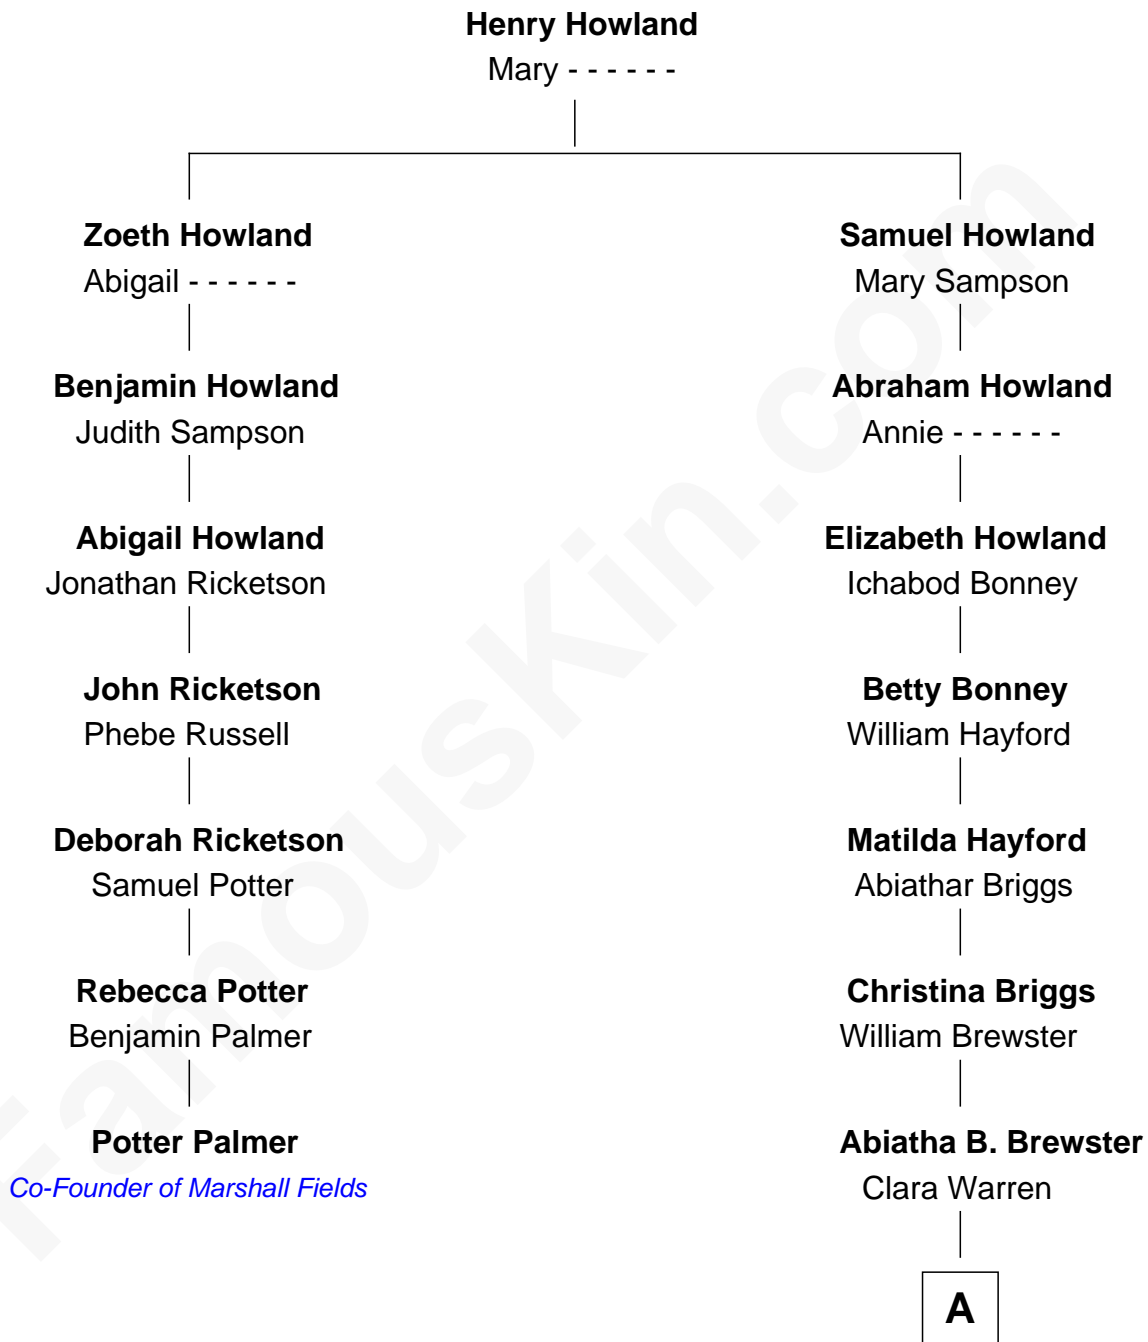 Henry Howland
Mary - - - - - -
Zoeth Howland
Abigail - - - - - -
Benjamin Howland
Judith Sampson
Abigail Howland
Jonathan Ricketson
John Ricketson
Phebe Russell
Deborah Ricketson
Samuel Potter
Rebecca Potter
Benjamin Palmer
Potter Palmer
Co-Founder of Marshall Fields
Samuel Howland
Mary Sampson
Abraham Howland
Annie - - - - - -
Elizabeth Howland
Ichabod Bonney
Betty Bonney
William Hayford
Matilda Hayford
Abiathar Briggs
Christina Briggs
William Brewster
Abiatha B. Brewster
Clara Warren
A
FamousKin.com